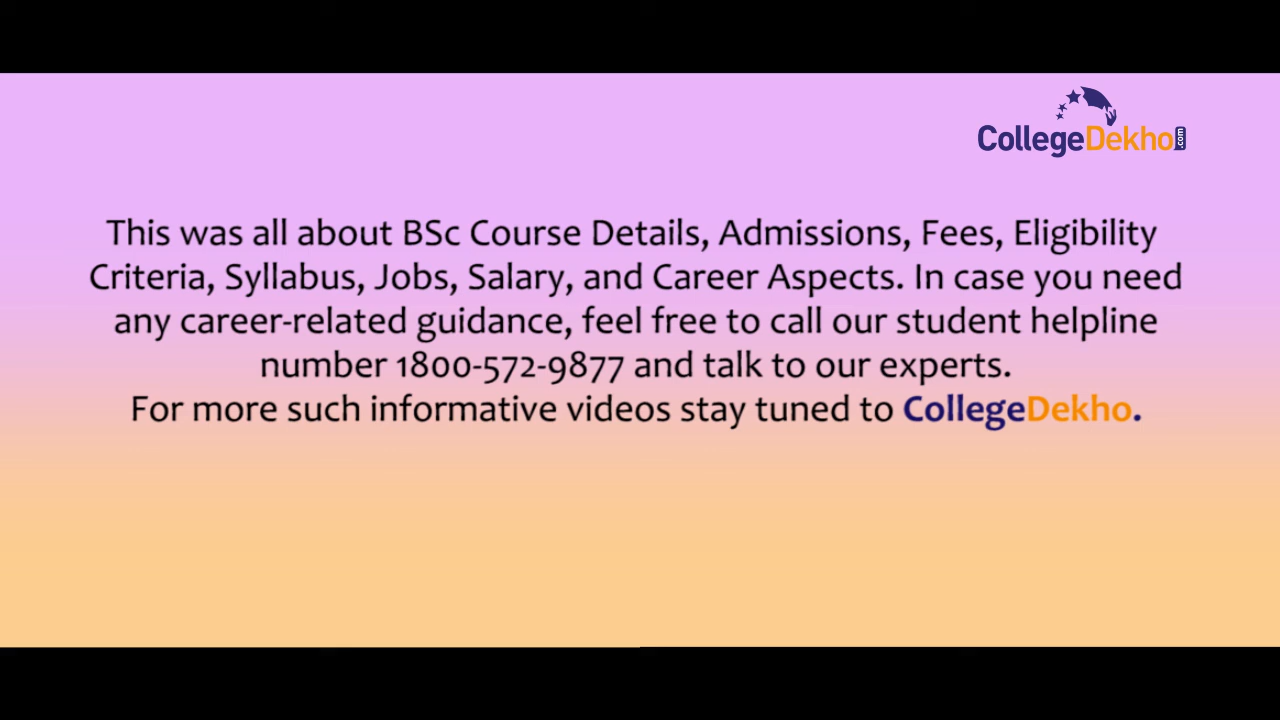 CollegeDekho.com
This was all about BSc Course Details, Admissions, Fees, Eligibility
Criteria, Syllabus, Jobs, Salary, and Career Aspects. In case you need
any career-related guidance, feel free to call our student helpline
number 1800-572-9877 and talk to our experts.
For more such informative videos stay tuned to CollegeDekho.